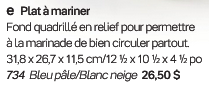 e Plat à mariner
Fond quadrillé en relief pour permettre
à la marinade de bien circuler partout.
31,8 x 26,7 x 11,5 cm/12 ½ x 10 ½ x 4 ½ po
734 Bleu pâle/Blanc neige 26,50 $